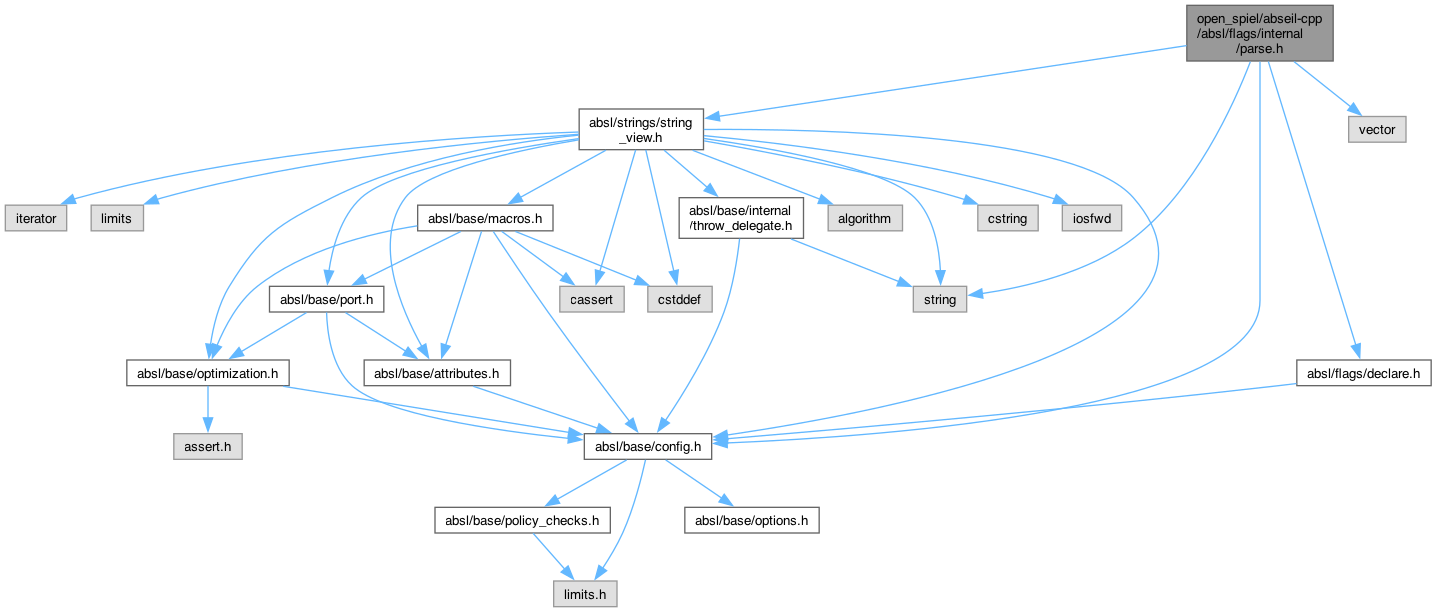 open_spiel/abseil-cpp
/absl/flags/internal
/parse.h
absl/strings/string
_view.h
vector
iterator
limits
absl/base/macros.h
absl/base/internal
/throw_delegate.h
algorithm
cstring
iosfwd
absl/base/port.h
cassert
cstddef
string
absl/base/optimization.h
absl/base/attributes.h
absl/flags/declare.h
assert.h
absl/base/config.h
absl/base/policy_checks.h
absl/base/options.h
limits.h